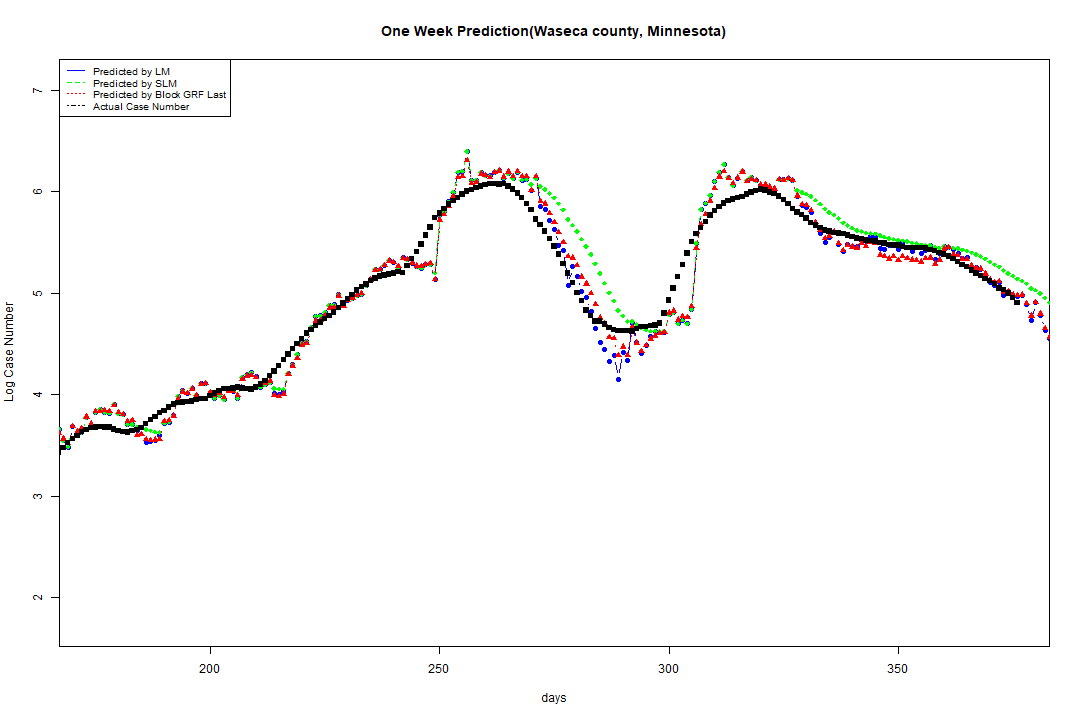 One Week Prediction(Waseca county, Minnesota)
Predicted by LM
Predicted by SLM
Predicted by Block GRF Last
Actual Case Number
7
6
5
4
3
2
Log Case Number
200
250
300
350
days